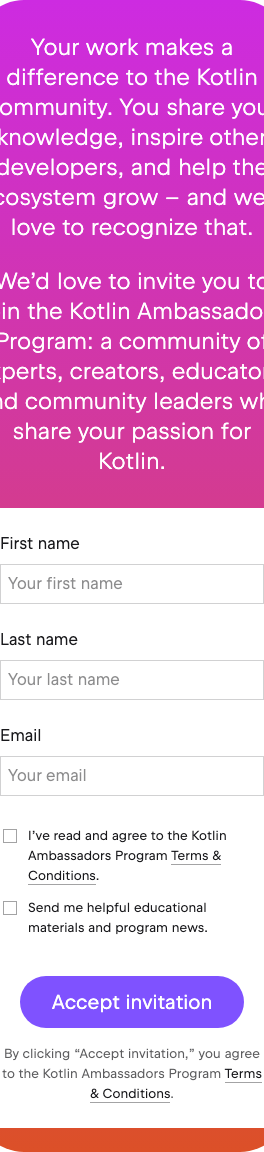 Your work makes a
difference to the Kotlin
ommunity. You share you
knowledge, inspire other
developers, and help the
cosystem grow – and we
love to recognize that.
We'd love to invite you to
in the Kotlin Ambassado
Program: a community of
perts, creators, educator
nd community leaders wh
share your passion for
Kotlin.
First name
Your first name
Last name
Your last name
Email
Your email
I've read and agree to the Kotlin
Ambassadors Program Terms &
Conditions.
Send me helpful educational
materials and program news.
Accept invitation
By clicking “Accept invitation,” you agree
to the Kotlin Ambassadors Program Terms
& Conditions.